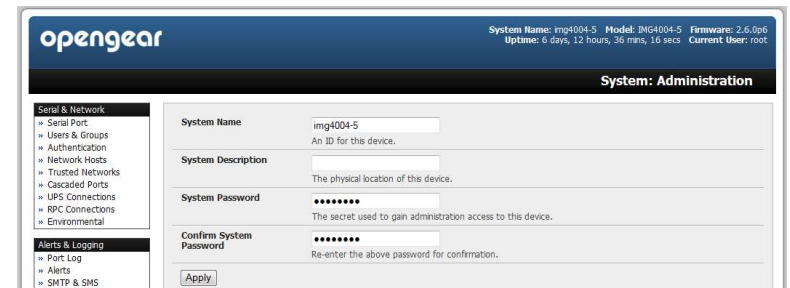 opengear
System Name: img4004-5 Model: IMG4004-5 Firmware: 2.6.0p6
Uptime: 6 days, 12 hours, 36 mins, 16 secs Current User: root
System: Administration
Serial & Network
» Serial Port
» Users & Groups
» Authentication
» Network Hosts
» Trusted Networks
» Cascaded Ports
» UPS Connections
» RPC Connections
» Environmental
Alerts & Logging
» Port Log
» Alerts
» SMTP & SMS
System Name
img4004-5
An ID for this device.
System Description
The physical location of this device.
System Password
••••••••
The secret used to gain administration access to this device.
Confirm System
Password
••••••••
Re-enter the above password for confirmation.
Apply